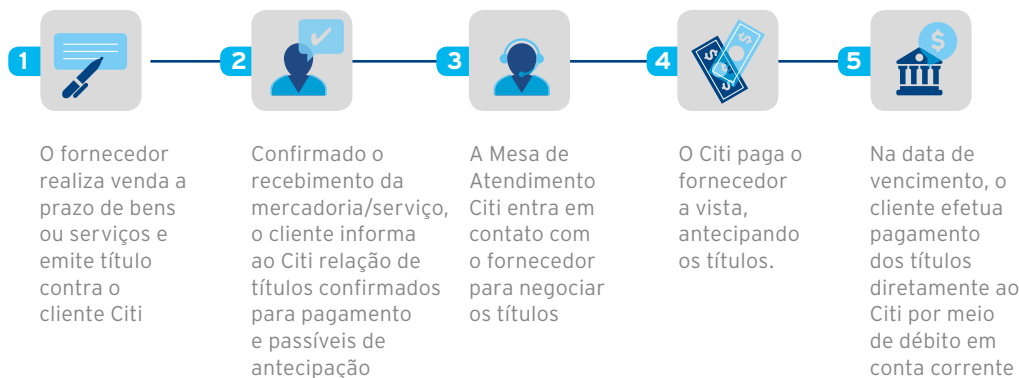 1
2
3
4
5
O fornecedor
realiza venda a
prazo de bens
ou serviços e
emite título
contra o
cliente Citi
Confirmado o
recebimento da
mercadoria/serviço,
o cliente informa
ao Citi relação de
títulos confirmados
para pagamento
e passíveis de
antecipação
A Mesa de
Atendimento
Citi entra em
contato com
o fornecedor
para negociar
os títulos
$
$
$
O Citi paga o
fornecedor
a vista,
antecipando
os títulos.
$
Na data de
vencimento, o
cliente efetua
pagamento
dos títulos
diretamente ao
Citi por meio
de débito em
conta corrente